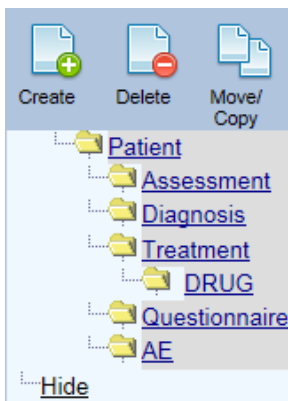 Create Delete Move/
Copy
Patient
Assessment
Diagnosis
Treatment
DRUG
Questionnaire
AE
Hide